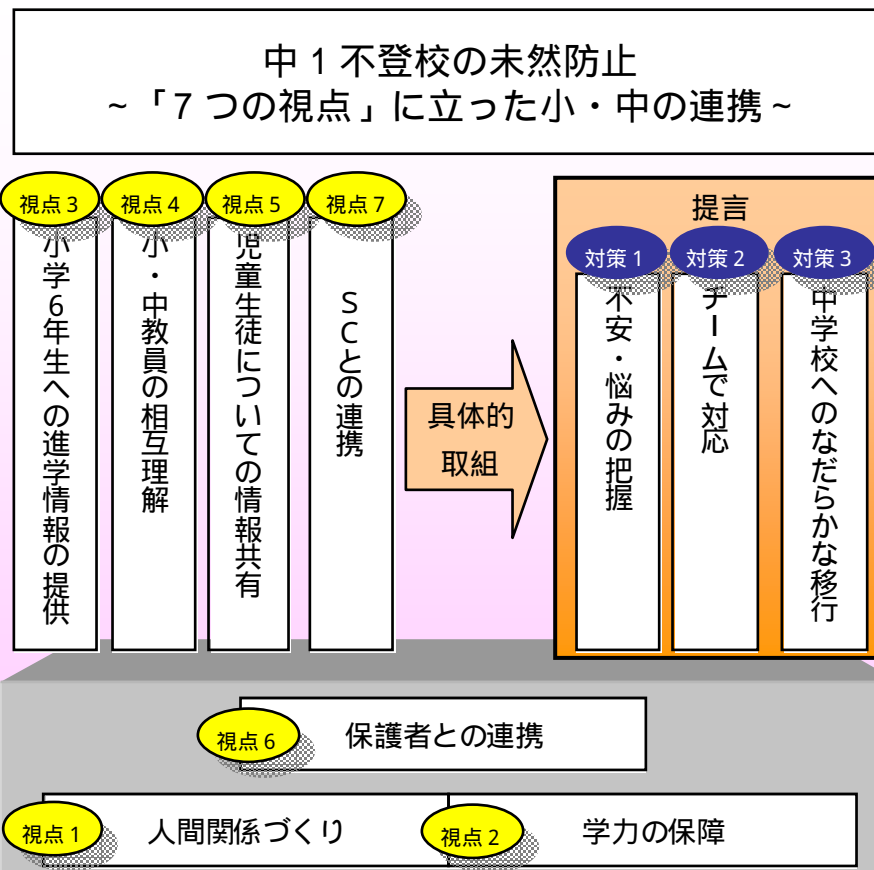 中1不登校の未然防止
~「7つの視点」に立った小・中の連携~
視点3
小学6年生への進学情報の提供
視点4
小・中教員の相互理解
視点5
児童生徒についての情報共有
視点7
SCとの連携
具体的
取組
提言
対策1
不安・悩みの把握
対策2
チームで対応
対策3
中学校へのなだらかな移行
視点6
保護者との連携
視点1
人間関係づくり
視点2
学力の保障